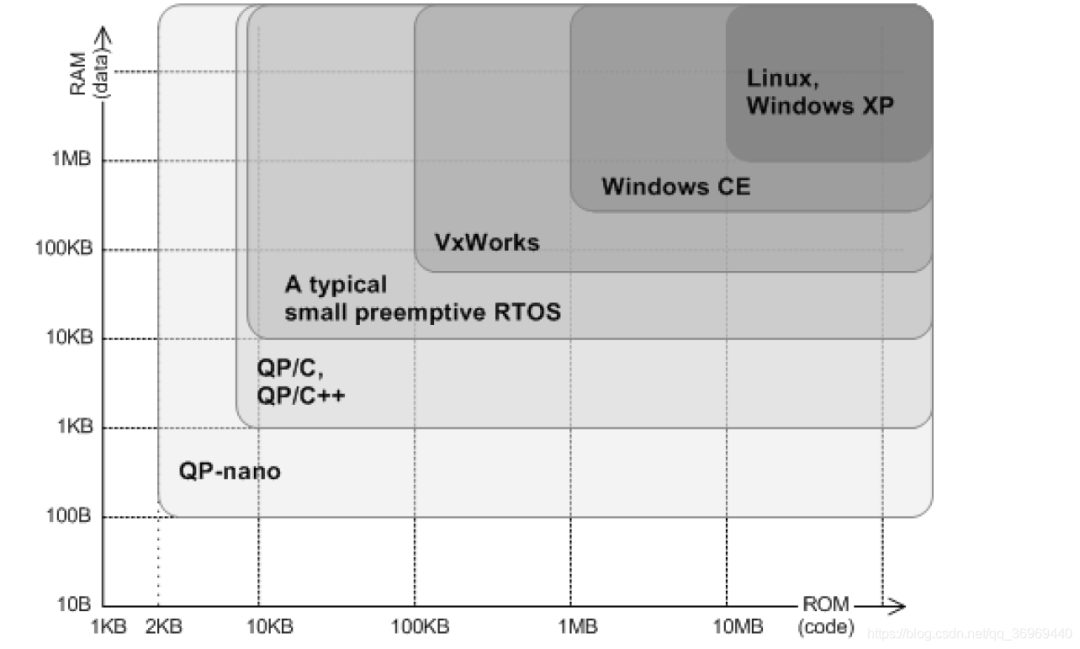 RAM
(data)
Linux,
Windows XP
1MB
Windows CE
100KB
VxWorks
A typical
small preemptive RTOS
10KB
QP/C,
QP/C++
1KB
QP-nano
100B
10B
ROM
(code)
1KB 2KB 10KB 100KB 1MB 10MB
https://blog.csdn.net/qq_36969440